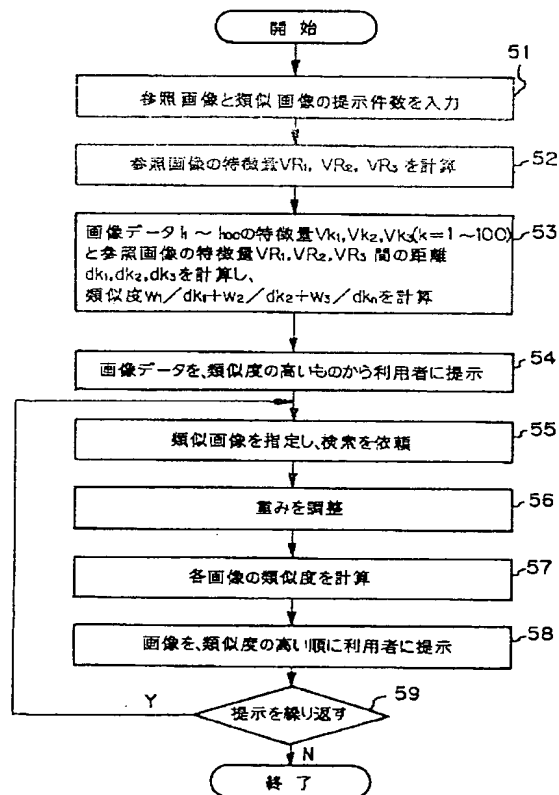 開始
51
参照画像と類似画像の提示件数を入力
52
参照画像の特徴量VR₁, VR₂, VR₃ を計算
53
画像データI₁~I₁₀₀の特徴量Vk₁,Vk₂,Vk₃(k=1~100)
と参照画像の特徴量VR₁,VR₂,VR₃ 間の距離
dk₁,dk₂,dk₃を計算し、
類似度w₁/dk₁+w₂/dk₂+w₃/dkₙを計算
54
画像データを、類似度の高いものから利用者に提示
55
類似画像を指定し、検索を依頼
56
重みを調整
57
各画像の類似度を計算
58
画像を、類似度の高い順に利用者に提示
59
提示を繰り返す
Y
N
終了